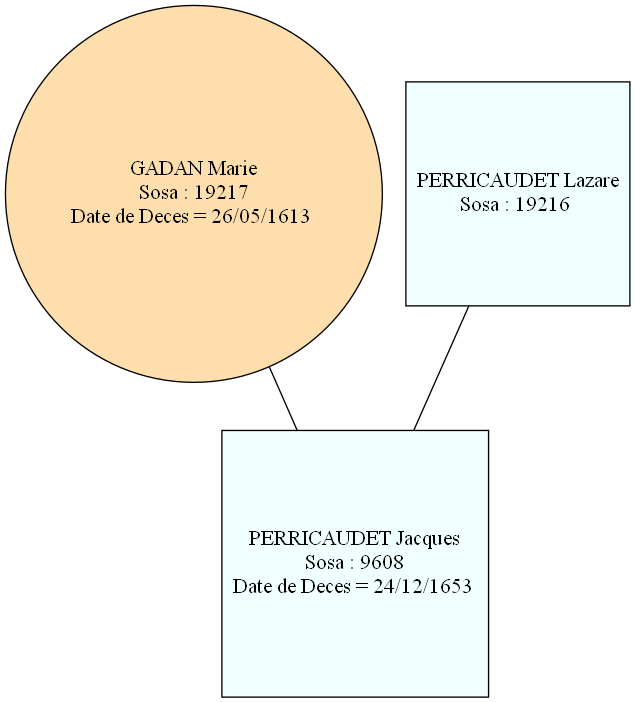 GADAN Marie
Sosa : 19217
Date de Deces = 26/05/1613
PERRICAUDET Lazare
Sosa : 19216
PERRICAUDET Jacques
Sosa : 9608
Date de Deces = 24/12/1653